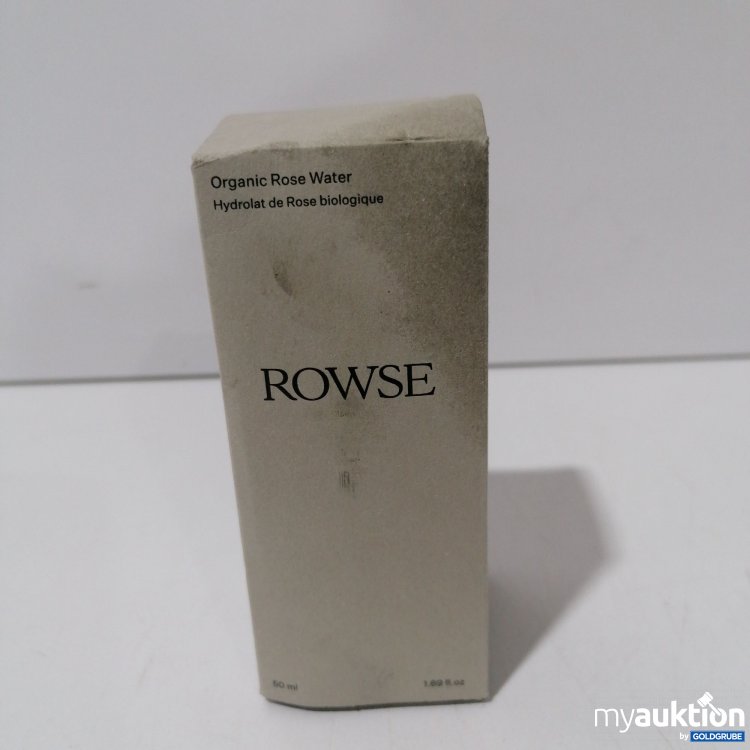 Organic Rose Water
Hydrolat de Rose biologique
ROWSE
50 ml 1.69 fl.oz
myauktion
by GOLDGRUBE